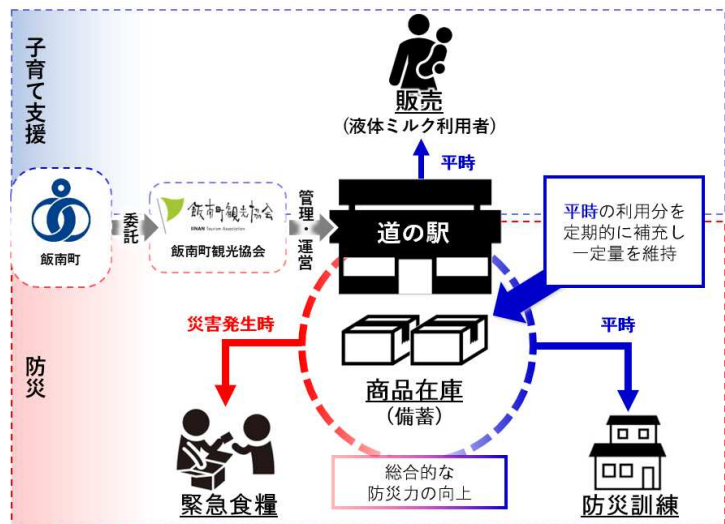 子育て支援
販売
(液体ミルク利用者)
平時
飯南町
委託
飯南町観光協会
IINAN Tourism Association
飯南町観光協会
管理・運営
道の駅
平時の利用分を
定期的に補充し
一定量を維持
防災
災害発生時
平時
商品在庫
(備蓄)
緊急食糧
総合的な
防災力の向上
防災訓練